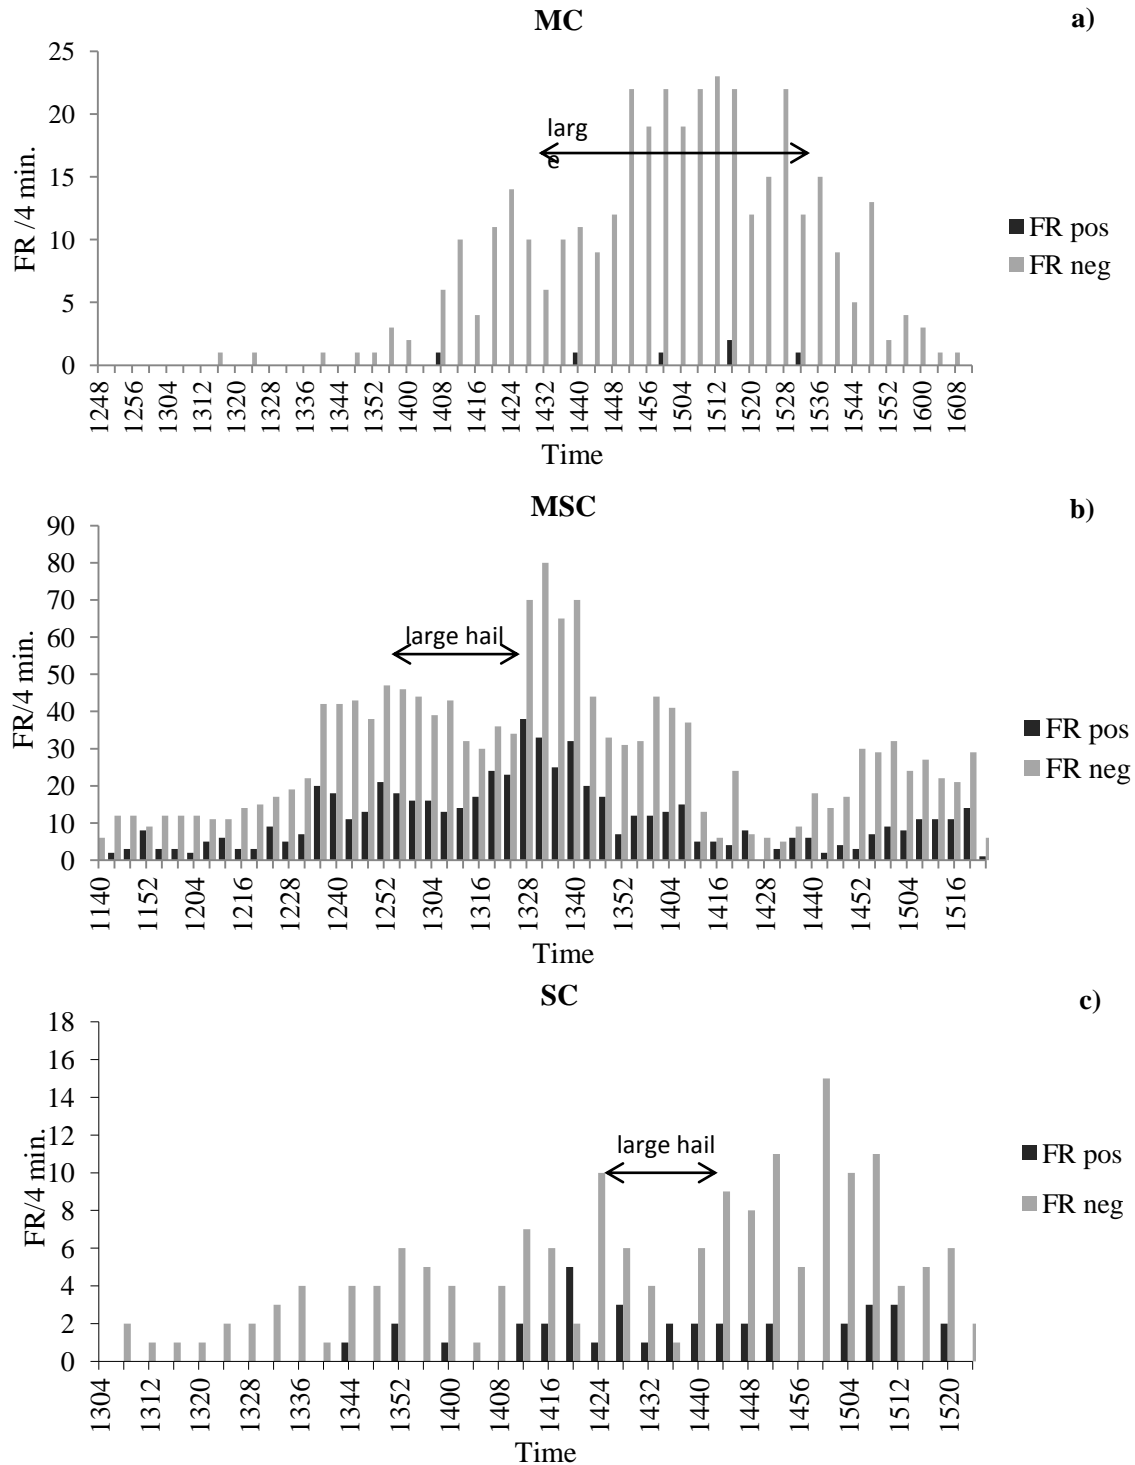 MC
a)
25
20
15
10
5
0
FR /4 min.
larg
e
FR pos
FR neg
1248 1256 1304 1312 1320 1328 1336 1344 1352 1400 1408 1416 1424 1432 1440 1448 1456 1504 1512 1520 1528 1536 1544 1552 1600 1608
Time
MSC
b)
90
80
70
60
50
40
30
20
10
0
FR/4 min.
large hail
FR pos
FR neg
1140 1152 1204 1216 1228 1240 1252 1304 1316 1328 1340 1352 1404 1416 1428 1440 1452 1504 1516
Time
SC
c)
18
16
14
12
10
8
6
4
2
0
FR/4 min.
large hail
FR pos
FR neg
1304 1312 1320 1328 1336 1344 1352 1400 1408 1416 1424 1432 1440 1448 1456 1504 1512 1520
Time